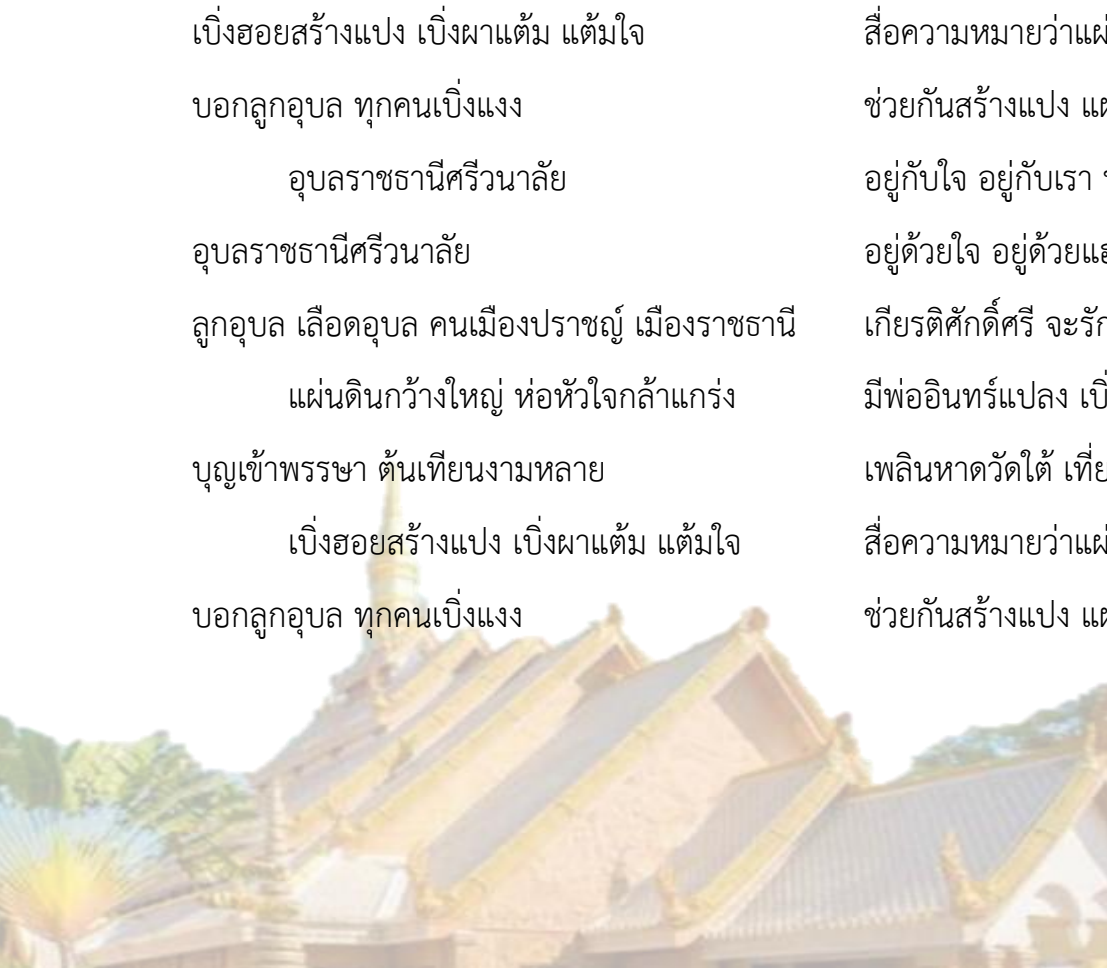 เบิ่งฮอยสร้างแปง เบิ่งผาแต้ม แต้มใจ สื่อความหมายว่า
บอกลูกอุบล ทุกคนเบิ่งแงง ช่วยกันสร้างแปง
อุบลราชธานีศรีวนาลัย อยู่กับใจ อยู่กับเรา
อุบลราชธานีศรีวนาลัย อยู่ด้วยใจ อยู่ด้วย
ลูกอุบล เลือดอุบล คนเมืองปราชญ์ เมืองราชธานี เกียรติศักดิ์ศรี จะ
แผ่นดินกว้างใหญ่ ห่อหัวใจกล้าแกร่ง มีพ่ออินทร์แปลง
บุญเข้าพรรษา ต้นเทียนงามหลาย เพลินหาดวัดใต้
เบิ่งฮอยสร้างแปง เบิ่งผาแต้ม แต้มใจ สื่อความหมายว่า
บอกลูกอุบล ทุกคนเบิ่งแงง ช่วยกันสร้างแปง